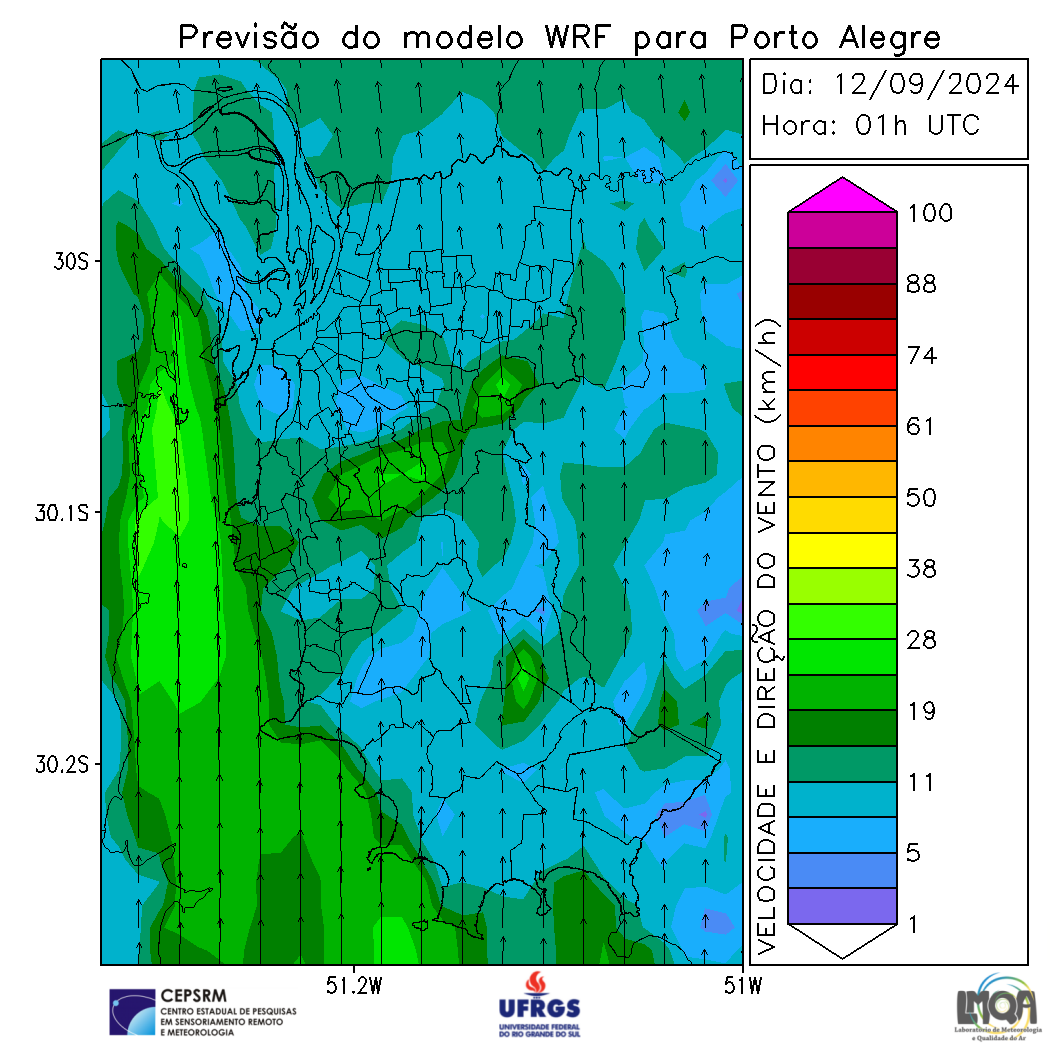 Previsão do modelo WRF para Porto Alegre
Dia: 12/09/2024
Hora: 01h UTC
30S
30.1S
30.2S
51.2W
51W
VELOCIDADE E DIREÇÃO DO VENTO (km/h)
100
88
74
61
50
38
28
19
11
5
1
CEPSRM
CENTRO ESTADUAL DE PESQUISAS
EM SENSORIAMENTO REMOTO
E METEOROLOGIA
UFRGS
UNIVERSIDADE FEDERAL
DO RIO GRANDE DO SUL
LMQA
Laboratório de Meteorologia
e Qualidade do Ar